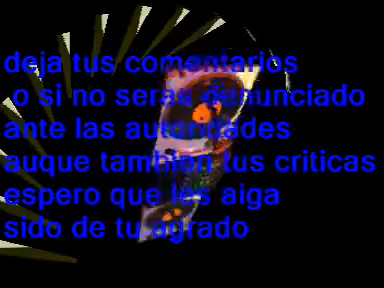 deja tus comentarios
o si no seras denunciado
ante las autoridades
auque tambien tus criticas
espero que les aiga
sido de tu agrado